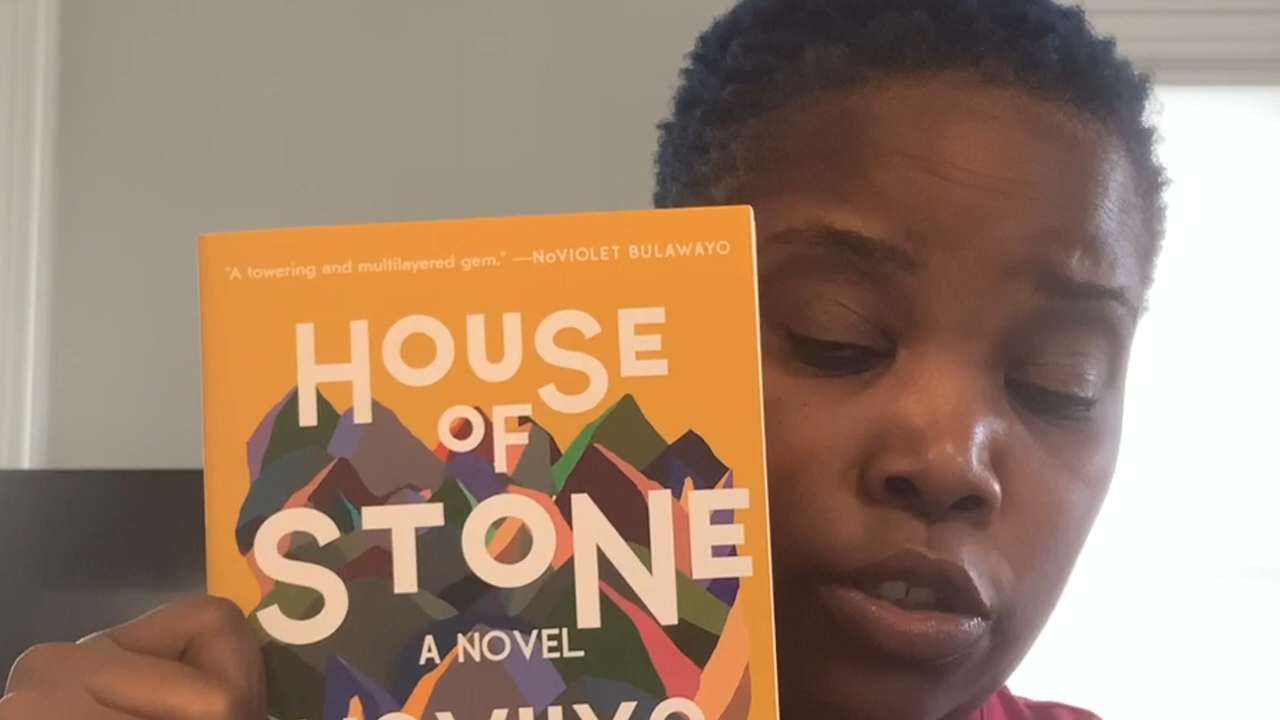 "A towering and multilayered gem." —NoVIOLET BULAWAYO
HOUSE
OF
STONE
A NOVEL